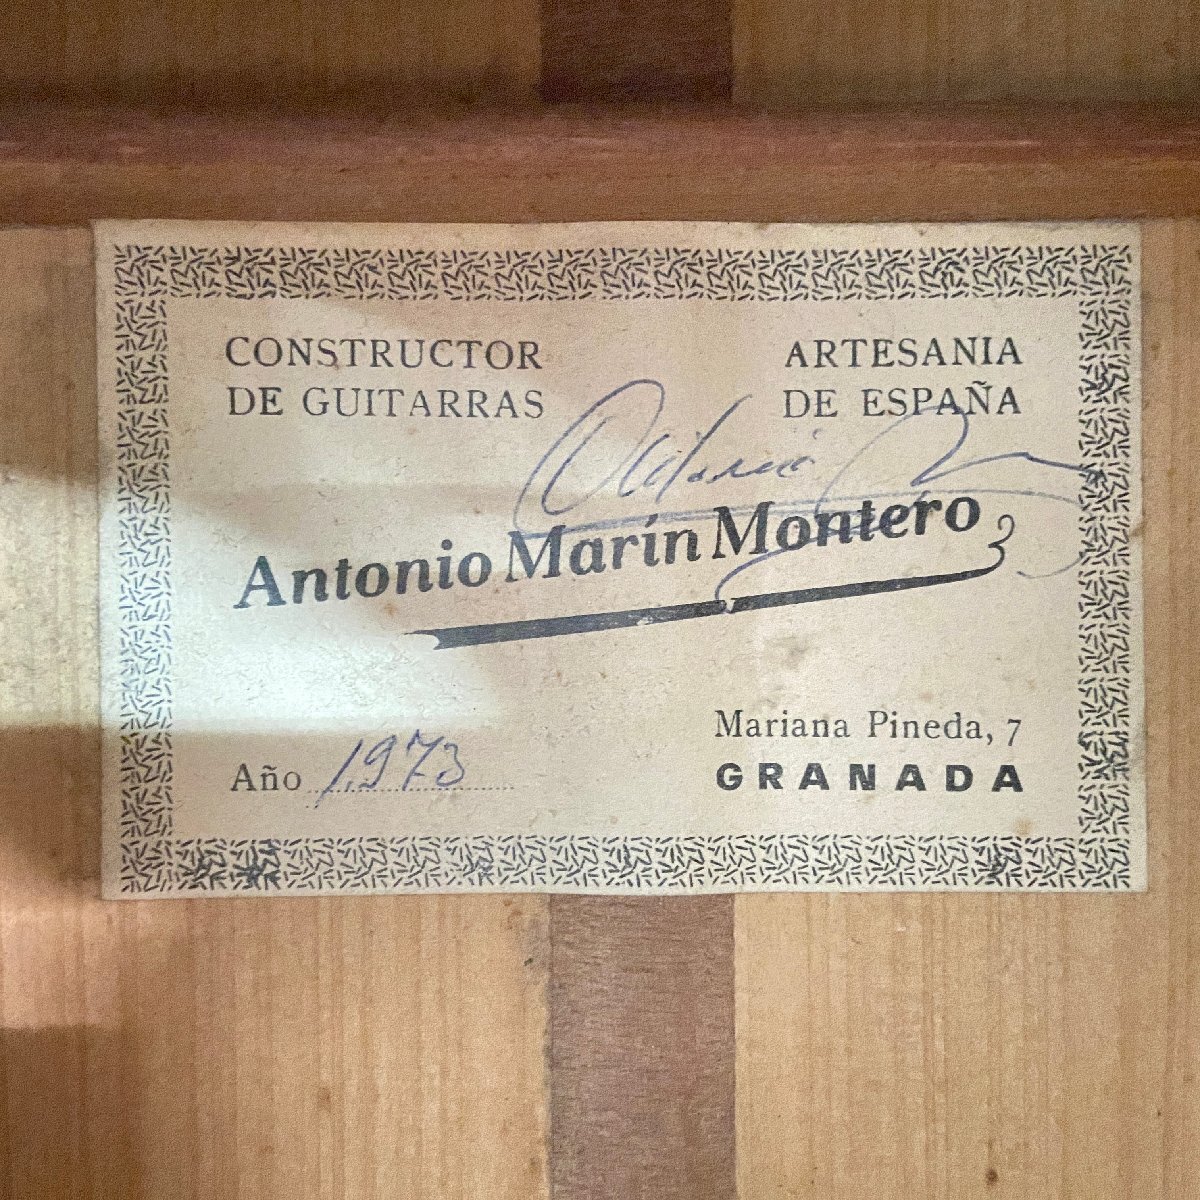 CONSTRUCTOR
DE GUITARRAS
ARTESANIA
DE ESPAÑA
Antonio Marín Montero
Año 1973
Mariana Pineda, 7
GRANADA